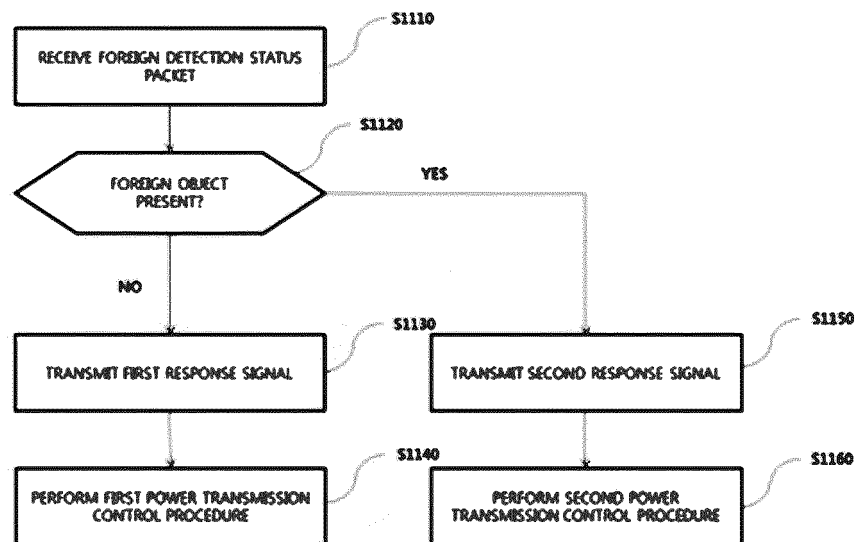 S1110
RECEIVE FOREIGN DETECTION STATUS
PACKET
S1120
FOREIGN OBJECT
PRESENT?
YES
NO
S1130
TRANSMIT FIRST RESPONSE SIGNAL
S1150
TRANSMIT SECOND RESPONSE SIGNAL
S1140
PERFORM FIRST POWER TRANSMISSION
CONTROL PROCEDURE
S1160
PERFORM SECOND POWER
TRANSMISSION CONTROL PROCEDURE